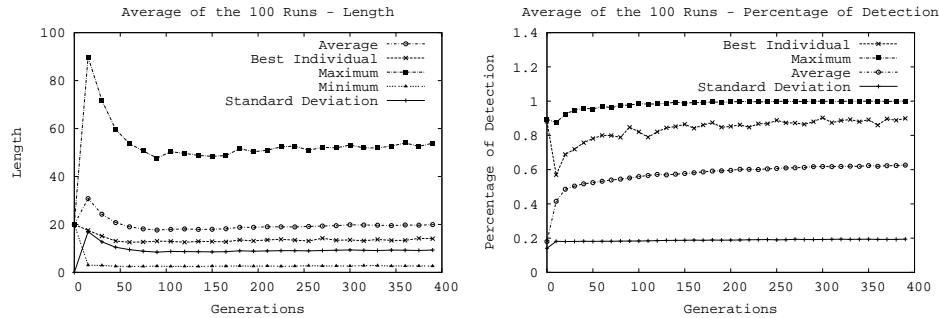 Average of the 100 Runs - Length
100
80
60
40
20
0
Length
Average
Best Individual
Maximum
Minimum
Standard Deviation
0 50 100 150 200 250 300 350 400
Generations
Average of the 100 Runs - Percentage of Detection
1.4
1.2
1
0.8
0.6
0.4
0.2
0
Percentage of Detection
Best Individual
Maximum
Average
Standard Deviation
0 50 100 150 200 250 300 350 400
Generations